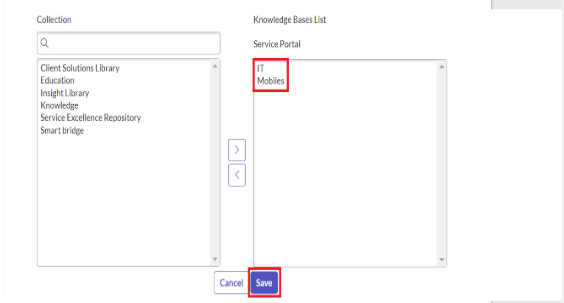 Collection
Knowledge Bases List
Service Portal
Client Solutions Library
Education
Insight Library
Knowledge
Service Excellence Repository
Smart bridge
IT
Mobiles
Cancel
Save